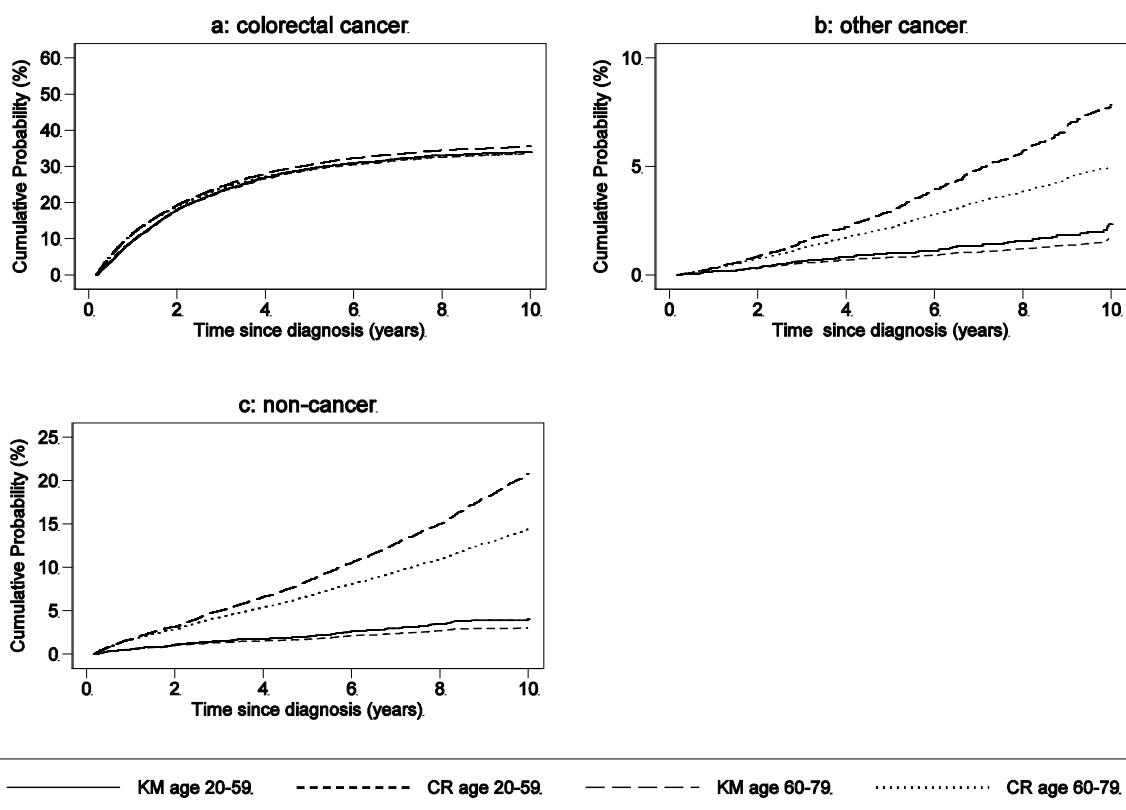 a: colorectal cancer.
60.
50.
40.
30.
20.
10.
0.
Cumulative Probability (%)
0. 2. 4. 6. 8. 10.
Time since diagnosis (years).
b: other cancer.
10.
5.
0.
Cumulative Probability (%)
0. 2. 4. 6. 8. 10.
Time since diagnosis (years).
c: non-cancer.
25.
20.
15.
10.
5.
0.
Cumulative Probability (%)
0. 2. 4. 6. 8. 10.
Time since diagnosis (years).
KM age 20-59. CR age 20-59. KM age 60-79. CR age 60-79.